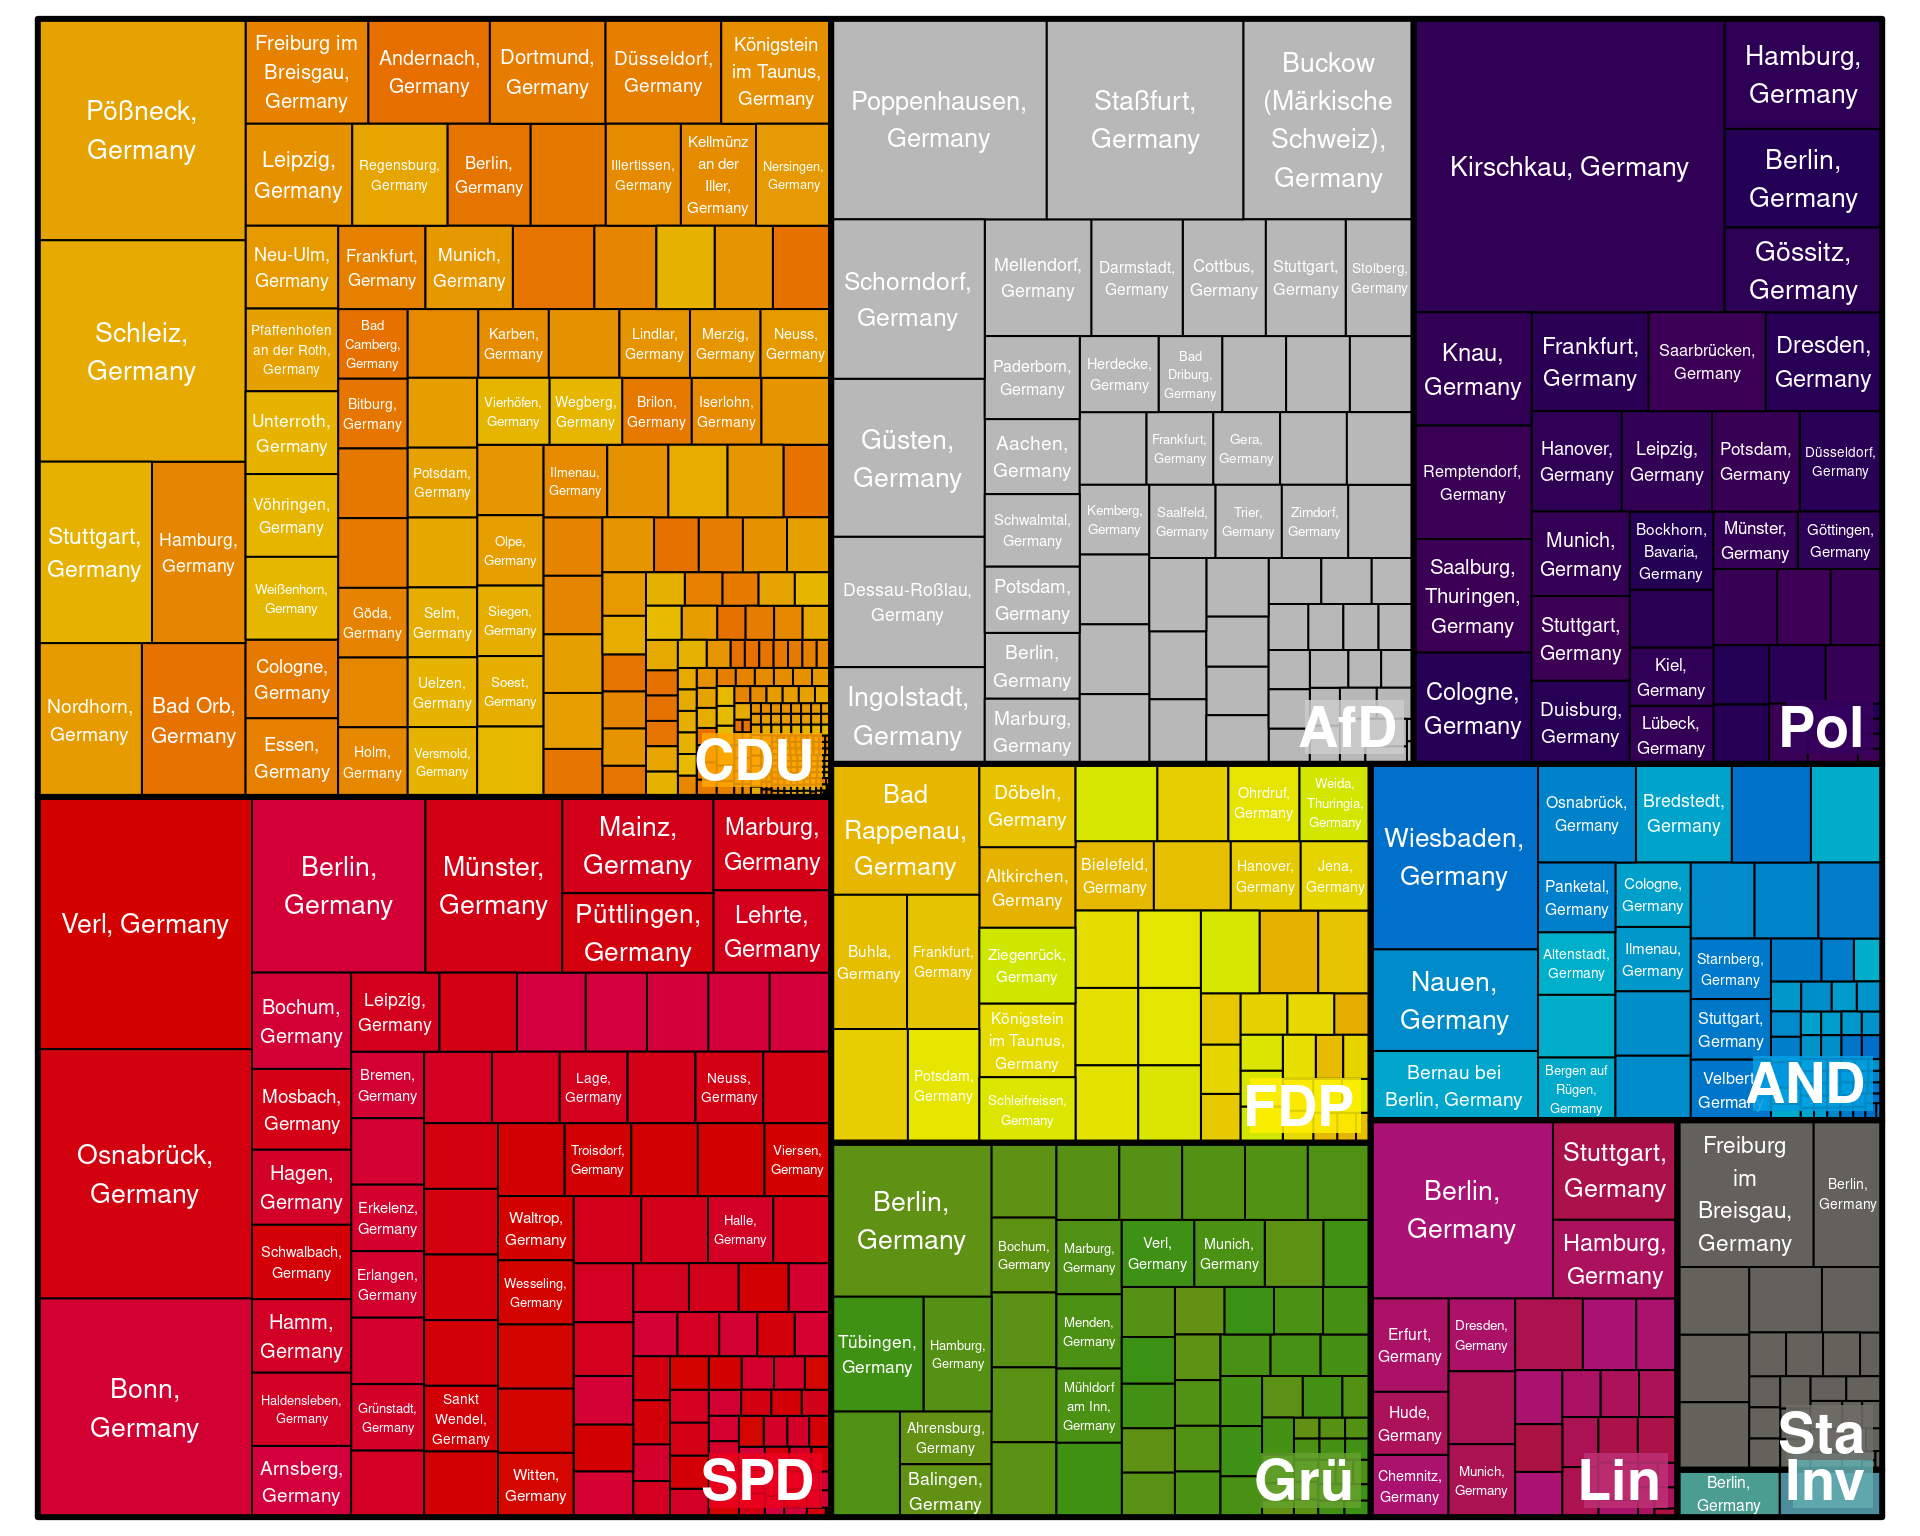 Pößneck,
Germany
Schleiz,
Germany
Stuttgart,
Germany
Hamburg,
Germany
Nordhorn,
Germany
Bad Orb,
Germany
Freiburg im
Breisgau,
Germany
Andernach,
Germany
Dortmund,
Germany
Düsseldorf,
Germany
Königstein
im Taunus,
Germany
Leipzig,
Germany
Regensburg,
Germany
Berlin,
Germany
Illertissen,
Germany
Kellmünz
an der
Iller,
Germany
Nersingen,
Germany
Neu-Ulm,
Germany
Frankfurt,
Germany
Munich,
Germany
Pfaffenhofen
an der Roth,
Germany
Bad
Camberg,
Germany
Karben,
Germany
Lindlar,
Germany
Merzig,
Germany
Neuss,
Germany
Unterroth,
Germany
Bitburg,
Germany
Vierhöfen,
Germany
Wegberg,
Germany
Brilon,
Germany
Iserlohn,
Germany
Vöhringen,
Germany
Potsdam,
Germany
Ilmenau,
Germany
Weißenhorn,
Germany
Olpe,
Germany
Göda,
Germany
Selm,
Germany
Siegen,
Germany
Cologne,
Germany
Uelzen,
Germany
Soest,
Germany
Essen,
Germany
Holm,
Germany
Versmold,
Germany
CDU
Poppenhausen,
Germany
Staßfurt,
Germany
Buckow
(Märkische
Schweiz),
Germany
Schorndorf,
Germany
Güsten,
Germany
Dessau-Roßlau,
Germany
Ingolstadt,
Germany
Mellendorf,
Germany
Darmstadt,
Germany
Cottbus,
Germany
Stuttgart,
Germany
Stolberg,
Germany
Paderborn,
Germany
Herdecke,
Germany
Bad
Driburg,
Germany
Aachen,
Germany
Frankfurt,
Germany
Gera,
Germany
Schwalmtal,
Germany
Kemberg,
Germany
Saalfeld,
Germany
Trier,
Germany
Zirndorf,
Germany
Potsdam,
Germany
Berlin,
Germany
Marburg,
Germany
AfD
Kirschkau, Germany
Hamburg,
Germany
Berlin,
Germany
Gössitz,
Germany
Knau,
Germany
Frankfurt,
Germany
Saarbrücken,
Germany
Dresden,
Germany
Remptendorf,
Germany
Hanover,
Germany
Leipzig,
Germany
Potsdam,
Germany
Düsseldorf,
Germany
Saalburg,
Thuringen,
Germany
Munich,
Germany
Bockhorn,
Bavaria,
Germany
Münster,
Germany
Göttingen,
Germany
Stuttgart,
Germany
Cologne,
Germany
Kiel,
Germany
Duisburg,
Germany
Lübeck,
Germany
Pol
Verl, Germany
Osnabrück,
Germany
Bonn,
Germany
Berlin,
Germany
Münster,
Germany
Mainz,
Germany
Püttlingen,
Germany
Marburg,
Germany
Lehrte,
Germany
Bochum,
Germany
Leipzig,
Germany
Mosbach,
Germany
Bremen,
Germany
Lage,
Germany
Neuss,
Germany
Hagen,
Germany
Troisdorf,
Germany
Viersen,
Germany
Erkelenz,
Germany
Waltrop,
Germany
Halle,
Germany
Schwalbach,
Germany
Erlangen,
Germany
Wesseling,
Germany
Hamm,
Germany
Haldensleben,
Germany
Grünstadt,
Germany
Sankt
Wendel,
Germany
Arnsberg,
Germany
Witten,
Germany
SPD
Bad
Rappenau,
Germany
Döbeln,
Germany
Ohrdruf,
Germany
Weida,
Thuringia,
Germany
Altkirchen,
Germany
Bielefeld,
Germany
Hanover,
Germany
Jena,
Germany
Buhla,
Germany
Frankfurt,
Germany
Ziegenrück,
Germany
Königstein
im Taunus,
Germany
Potsdam,
Germany
Schleifreisen,
Germany
FDP
Wiesbaden,
Germany
Nauen,
Germany
Bernau bei
Berlin, Germany
Osnabrück,
Germany
Bredstedt,
Germany
Panketal,
Germany
Cologne,
Germany
Altenstadt,
Germany
Ilmenau,
Germany
Starnberg,
Germany
Stuttgart,
Germany
Bergen auf
Rügen,
Germany
Velbert,
Germany
AND
Berlin,
Germany
Tübingen,
Germany
Hamburg,
Germany
Ahrensburg,
Germany
Balingen,
Germany
Bochum,
Germany
Marburg,
Germany
Verl,
Germany
Munich,
Germany
Menden,
Germany
Mühldorf
am Inn,
Germany
Grü
Berlin,
Germany
Stuttgart,
Germany
Hamburg,
Germany
Erfurt,
Germany
Dresden,
Germany
Hude,
Germany
Chemnitz,
Germany
Munich,
Germany
Lin
Freiburg
im
Breisgau,
Germany
Berlin,
Germany
Sta
Berlin,
Germany
Inv